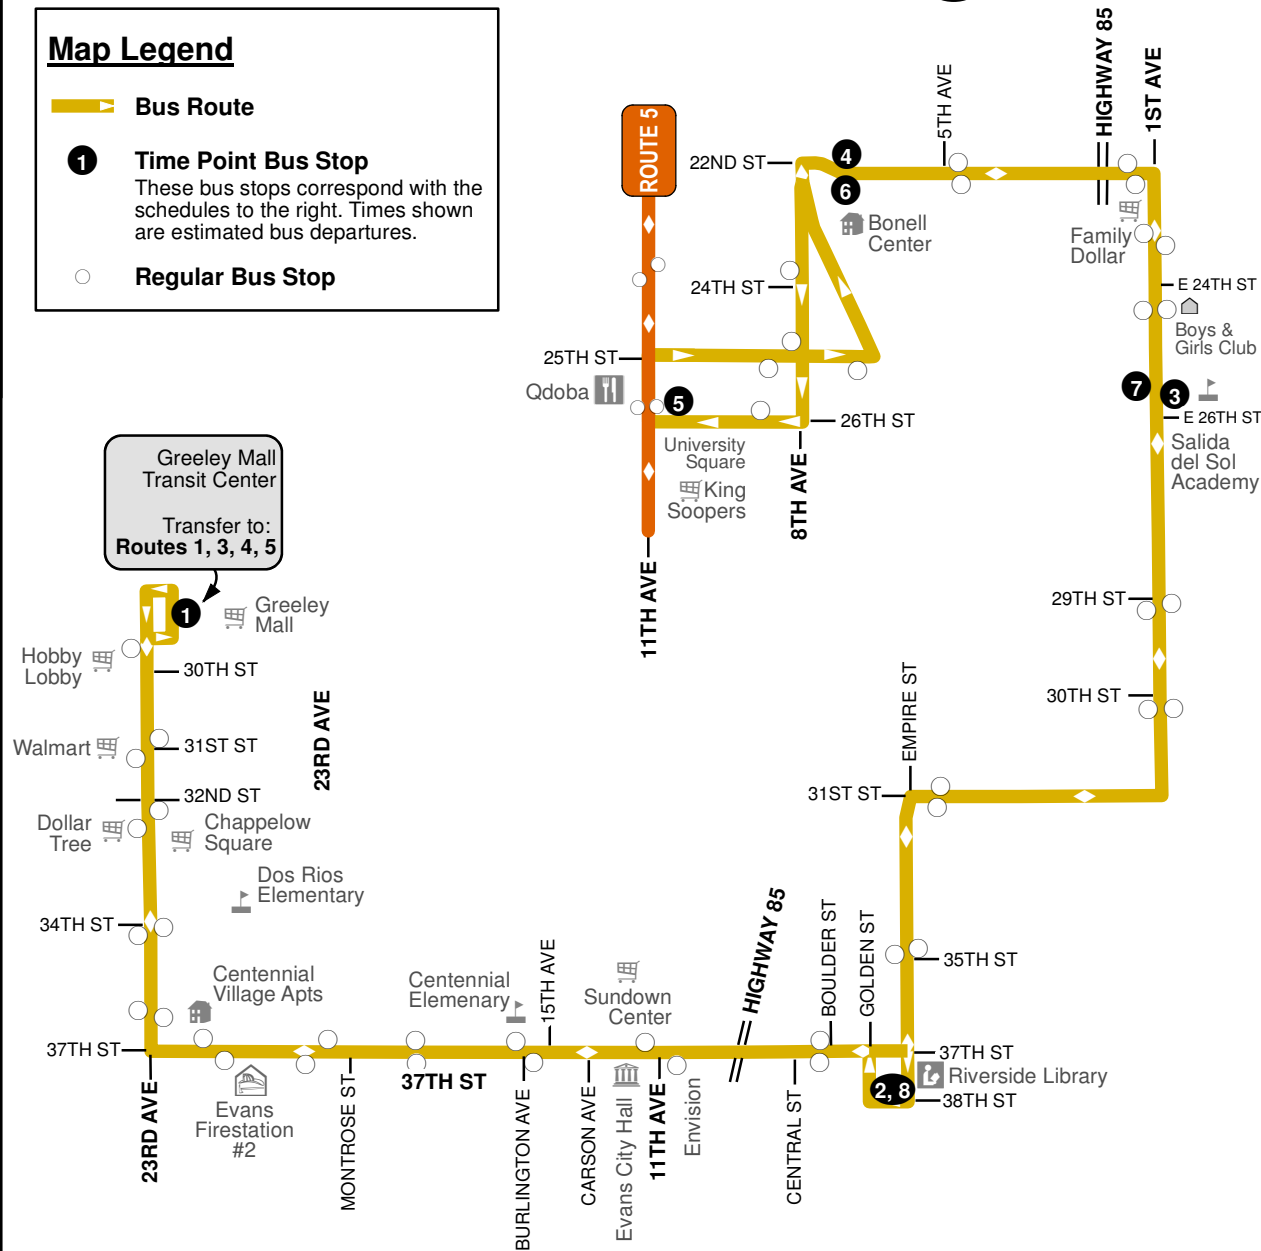 Map Legend
Bus Route
1
Time Point Bus Stop
These bus stops correspond with the
schedules to the right. Times shown
are estimated bus departures.
Regular Bus Stop
ROUTE 5
22ND ST
4
6
5TH AVE
HIGHWAY 85
1ST AVE
Bonell
Center
Family
Dollar
24TH ST
E 24TH ST
Boys &
Girls Club
25TH ST
Qdoba
5
7
3
26TH ST
E 26TH ST
University
Square
King
Soopers
8TH AVE
11TH AVE
Salida
del Sol
Academy
Greeley Mall
Transit Center
Transfer to:
Routes 1, 3, 4, 5
1
Greeley
Mall
Hobby
Lobby
30TH ST
23RD AVE
Walmart
31ST ST
32ND ST
Dollar
Tree
Chappelow
Square
Dos Rios
Elementary
34TH ST
29TH ST
30TH ST
EMPIRE ST
31ST ST
HIGHWAY 85
BOULDER ST
GOLDEN ST
35TH ST
Centennial
Village Apts
Centennial
Elemenary
15TH AVE
Sundown
Center
37TH ST
37TH ST
37TH ST
2, 8
Riverside Library
38TH ST
23RD AVE
Evans
Firestation
#2
MONTROSE ST
BURLINGTON AVE
CARSON AVE
Evans City Hall
11TH AVE
Envision
CENTRAL ST